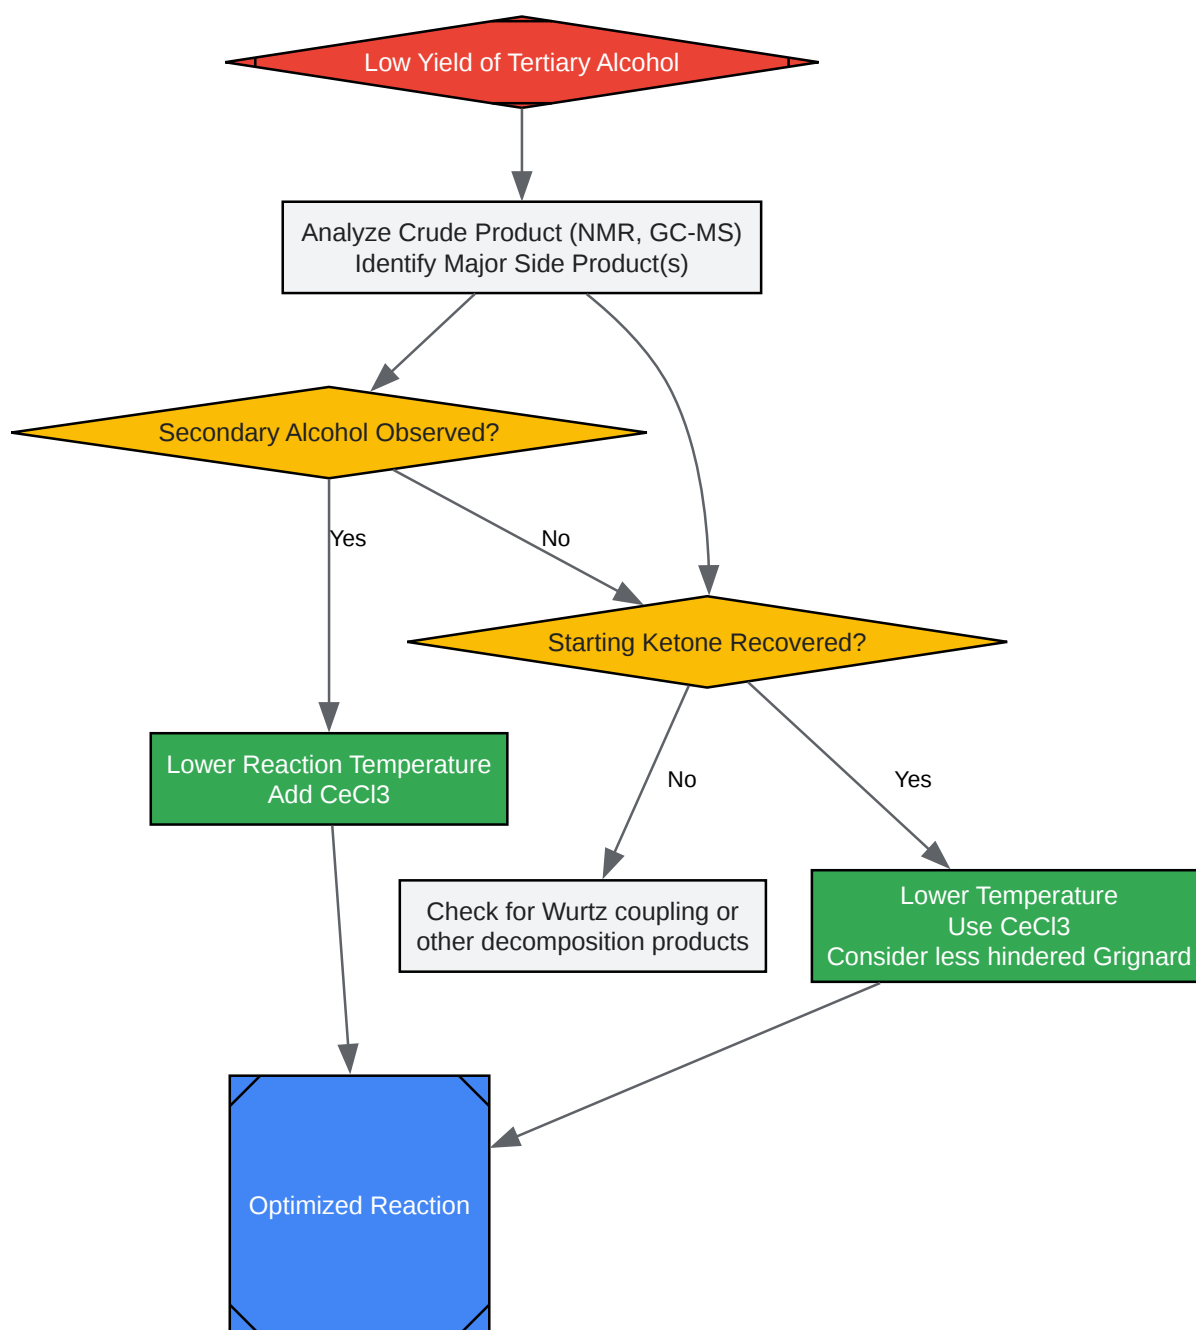 Low Yield of Tertiary Alcohol
Analyze Crude Product (NMR, GC-MS)
Identify Major Side Product(s)
Secondary Alcohol Observed?
Yes
No
Starting Ketone Recovered?
Lower Reaction Temperature
Add CeCl3
No
Yes
Check for Wurtz coupling or
other decomposition products
Lower Temperature
Use CeCl3
Consider less hindered Grignard
Optimized Reaction